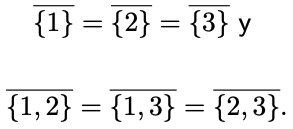 $\overline{\{1\}} = \overline{\{2\}} = \overline{\{3\}}$ y
$\overline{\{1,2\}} = \overline{\{1,3\}} = \overline{\{2,3\}}.$